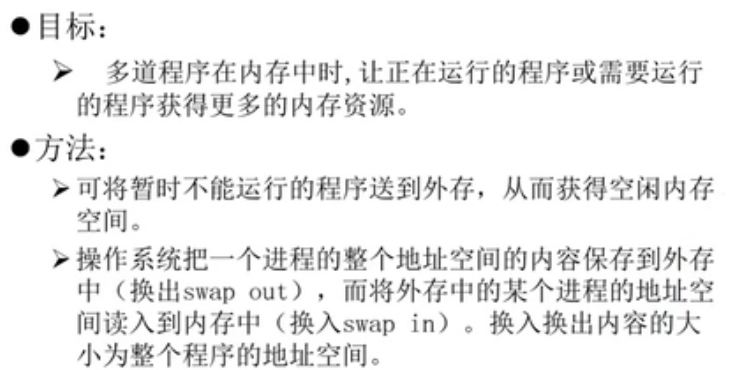 ●目标：
➢ 多道程序在内存中时,让正在运行的程序或需要运行
的程序获得更多的内存资源。
●方法：
➢可将暂时不能运行的程序送到外存，从而获得空闲内存
空间。
➢操作系统把一个进程的整个地址空间的内容保存到外存
中（换出swap out），而将外存中的某个进程的地址空
间读入到内存中（换入swap in）。换入换出内容的大
小为整个程序的地址空间。